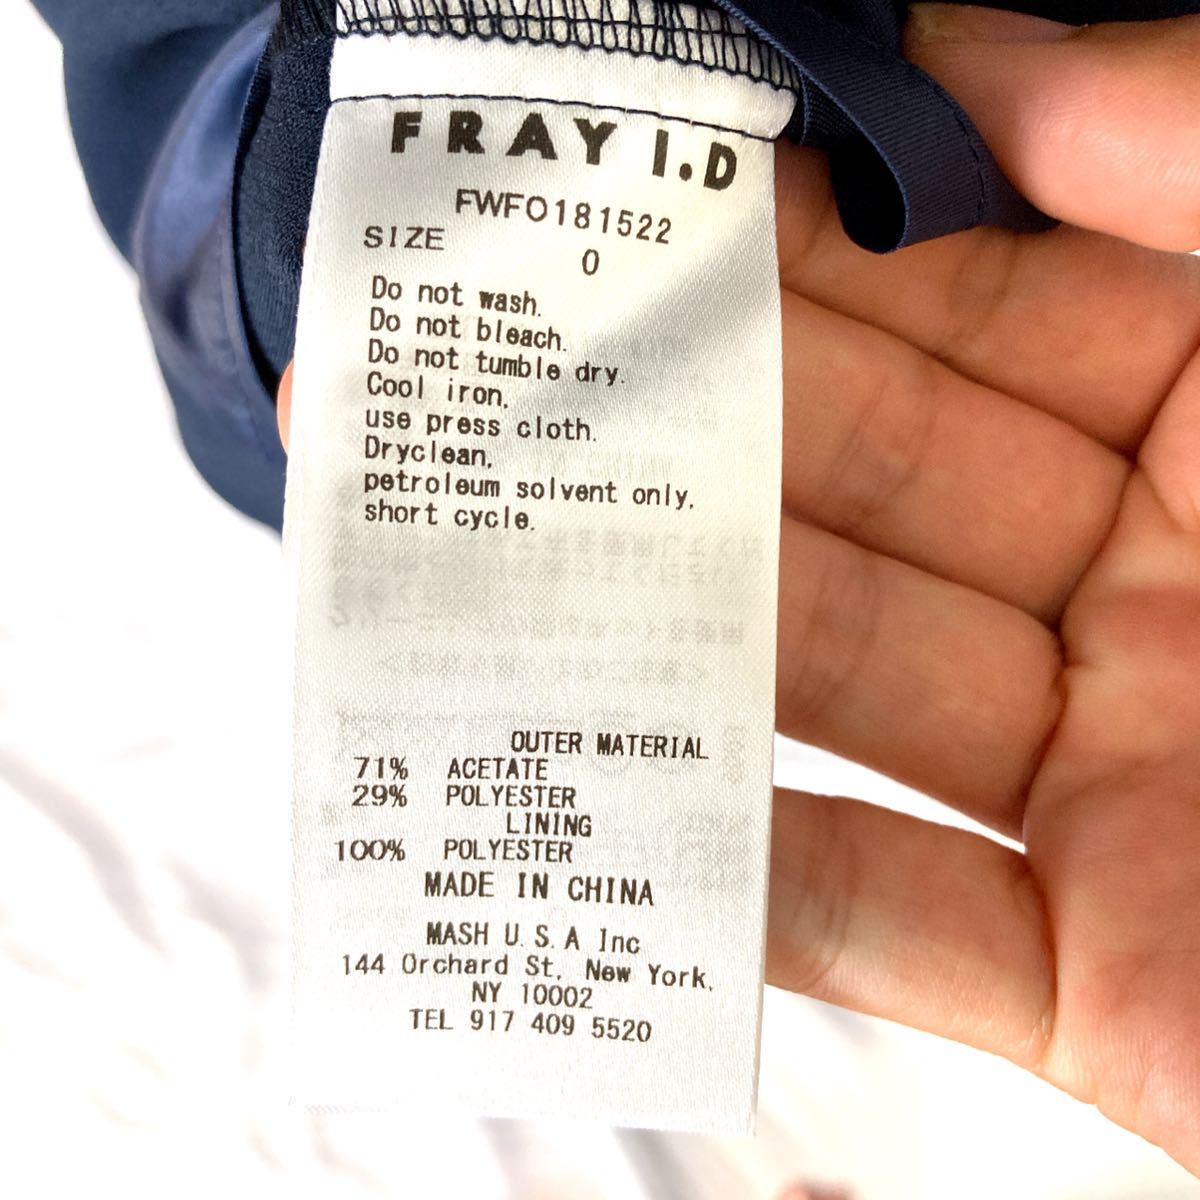 FRAY I.D
FWFO181522
SIZE
0
Do not wash.
Do not bleach.
Do not tumble dry.
Cool iron,
use press cloth.
Dryclean,
petroleum solvent only,
short cycle.
OUTER MATERIAL
71% ACETATE
29% POLYESTER
LINING
100% POLYESTER
MADE IN CHINA
MASH U.S.A Inc
144 Orchard St, New York,
NY 10002
TEL 917 409 5520